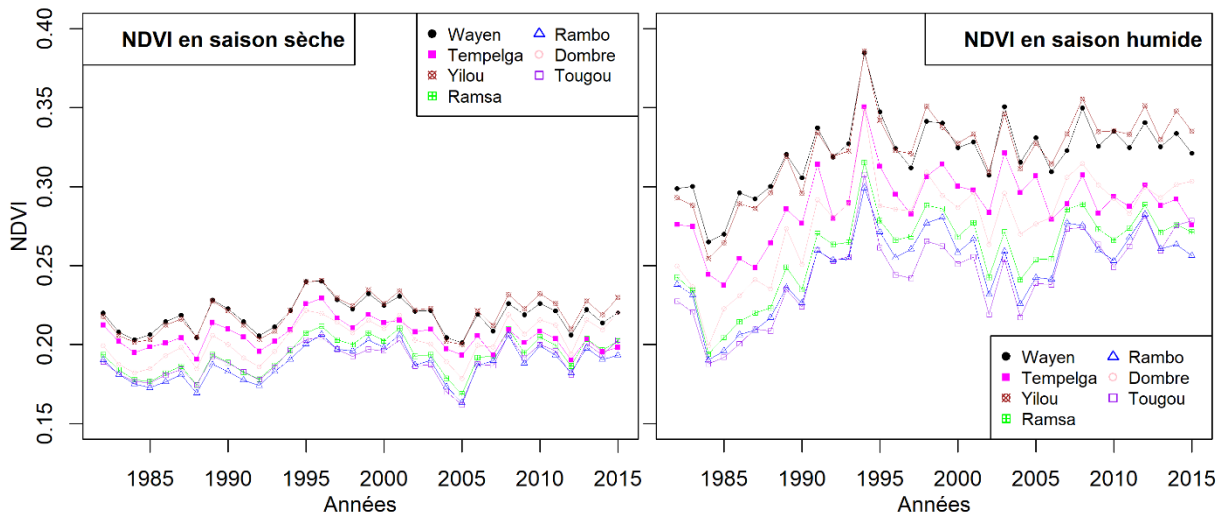 NDVI en saison sèche
Wayen
Tempelga
Yilou
Ramsa
Rambo
Dombre
Tougou
NDVI en saison humide
Wayen
Tempelga
Yilou
Ramsa
Rambo
Dombre
Tougou
NDVI
0.40
0.35
0.30
0.25
0.20
0.15
1985 1990 1995 2000 2005 2010 2015
Années
1985 1990 1995 2000 2005 2010 2015
Années